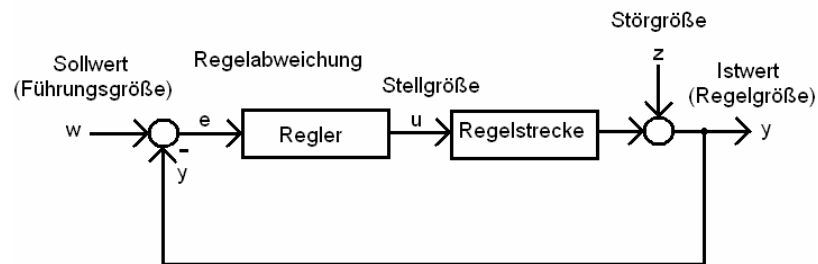 Störgröße
Sollwert
(Führungsgröße)
Regelabweichung
Stellgröße
z
Istwert
(Regelgröße)
w
e
Regler
u
Regelstrecke
y
-
y